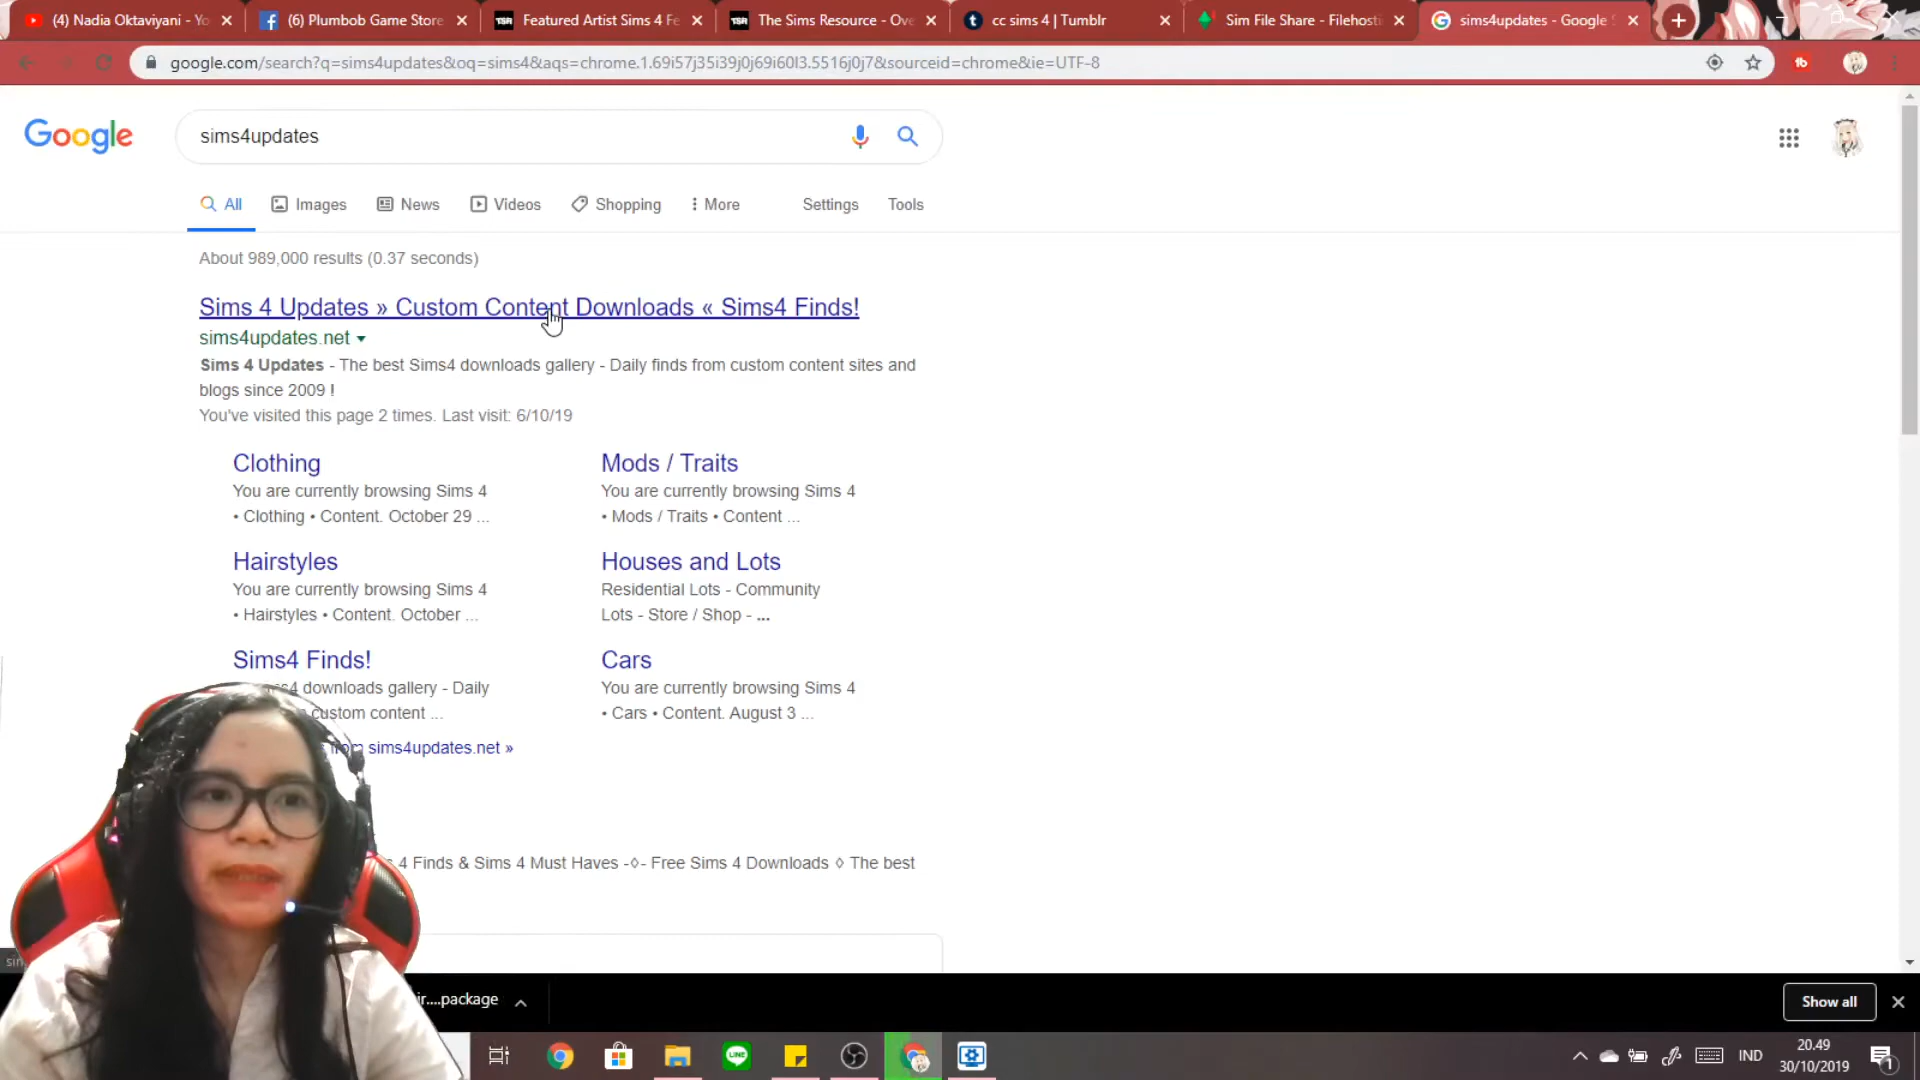 (4) Nadia Oktaviyani - Yo
(6) Plumbob Game Store
TSR
Featured Artist Sims 4 Fe
TSR
The Sims Resource - Ove
cc sims 4 | Tumblr
Sim File Share - Filehosti
sims4updates - Google S
google.com/search?q=sims4updates&oq=sims4&aqs=chrome.1.69i57j35i39j0j69i60l3.5516j0j7&sourceid=chrome&ie=UTF-8
Google
sims4updates
All
Images
News
Videos
Shopping
More
Settings
Tools
About 989,000 results (0.37 seconds)
Sims 4 Updates » Custom Content Downloads « Sims4 Finds!
sims4updates.net
Sims 4 Updates - The best Sims4 downloads gallery - Daily finds from custom content sites and
blogs since 2009 !
You've visited this page 2 times. Last visit: 6/10/19
Clothing
You are currently browsing Sims 4
• Clothing • Content. October 29 ...
Mods / Traits
You are currently browsing Sims 4
• Mods / Traits • Content ...
Hairstyles
You are currently browsing Sims 4
• Hairstyles • Content. October ...
Houses and Lots
Residential Lots - Community
Lots - Store / Shop - ...
Sims4 Finds!
downloads gallery - Daily
custom content ...
Cars
You are currently browsing Sims 4
• Cars • Content. August 3 ...
from sims4updates.net »
4 Finds & Sims 4 Must Haves -◊- Free Sims 4 Downloads ◊ The best
ir....package
Show all
LINE
IND
20.49
30/10/2019
1